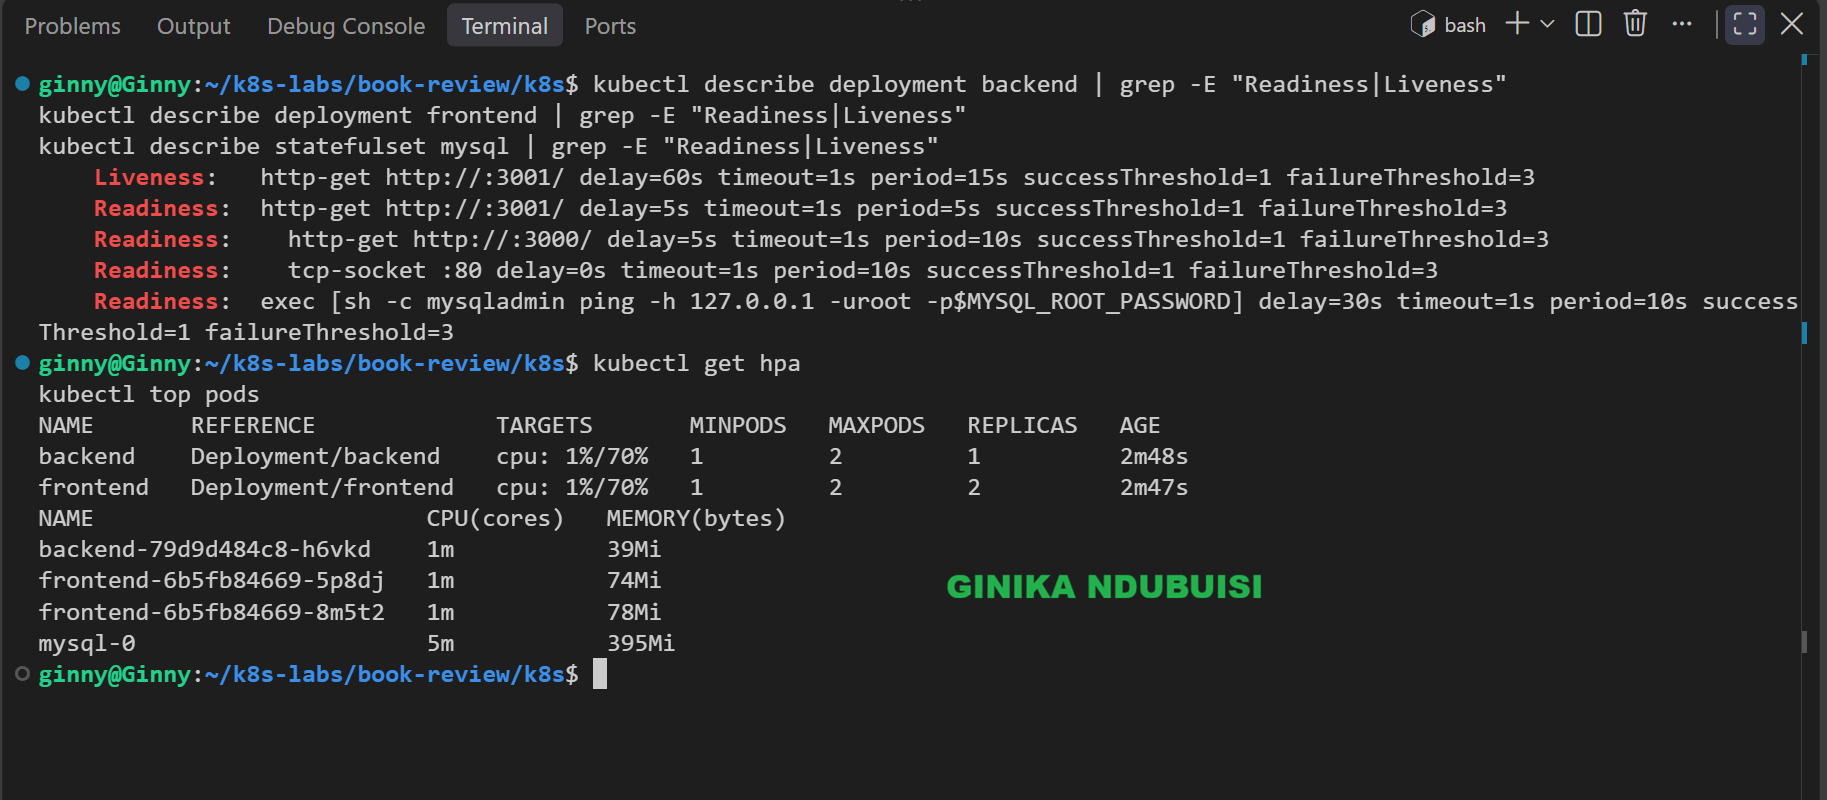 Problems Output Debug Console Terminal Ports bash
ginny@Ginny:~/k8s-labs/book-review/k8s$ kubectl describe deployment backend | grep -E "Readiness|Liveness"
kubectl describe deployment frontend | grep -E "Readiness|Liveness"
kubectl describe statefulset mysql | grep -E "Readiness|Liveness"
    Liveness:   http-get http://:3001/ delay=60s timeout=1s period=15s successThreshold=1 failureThreshold=3
    Readiness:  http-get http://:3001/ delay=5s timeout=1s period=5s successThreshold=1 failureThreshold=3
    Readiness:    http-get http://:3000/ delay=5s timeout=1s period=10s successThreshold=1 failureThreshold=3
    Readiness:    tcp-socket :80 delay=0s timeout=1s period=10s successThreshold=1 failureThreshold=3
    Readiness:  exec [sh -c mysqladmin ping -h 127.0.0.1 -uroot -p$MYSQL_ROOT_PASSWORD] delay=30s timeout=1s period=10s success
Threshold=1 failureThreshold=3
ginny@Ginny:~/k8s-labs/book-review/k8s$ kubectl get hpa
kubectl top pods
NAME       REFERENCE             TARGETS       MINPODS   MAXPODS   REPLICAS   AGE
backend    Deployment/backend    cpu: 1%/70%   1         2         1          2m48s
frontend   Deployment/frontend   cpu: 1%/70%   1         2         2          2m47s
NAME                        CPU(cores)   MEMORY(bytes)
backend-79d9d484c8-h6vkd    1m           39Mi
frontend-6b5fb84669-5p8dj   1m           74Mi
GINIKA NDUBUISI
frontend-6b5fb84669-8m5t2   1m           78Mi
mysql-0                     5m           395Mi
ginny@Ginny:~/k8s-labs/book-review/k8s$